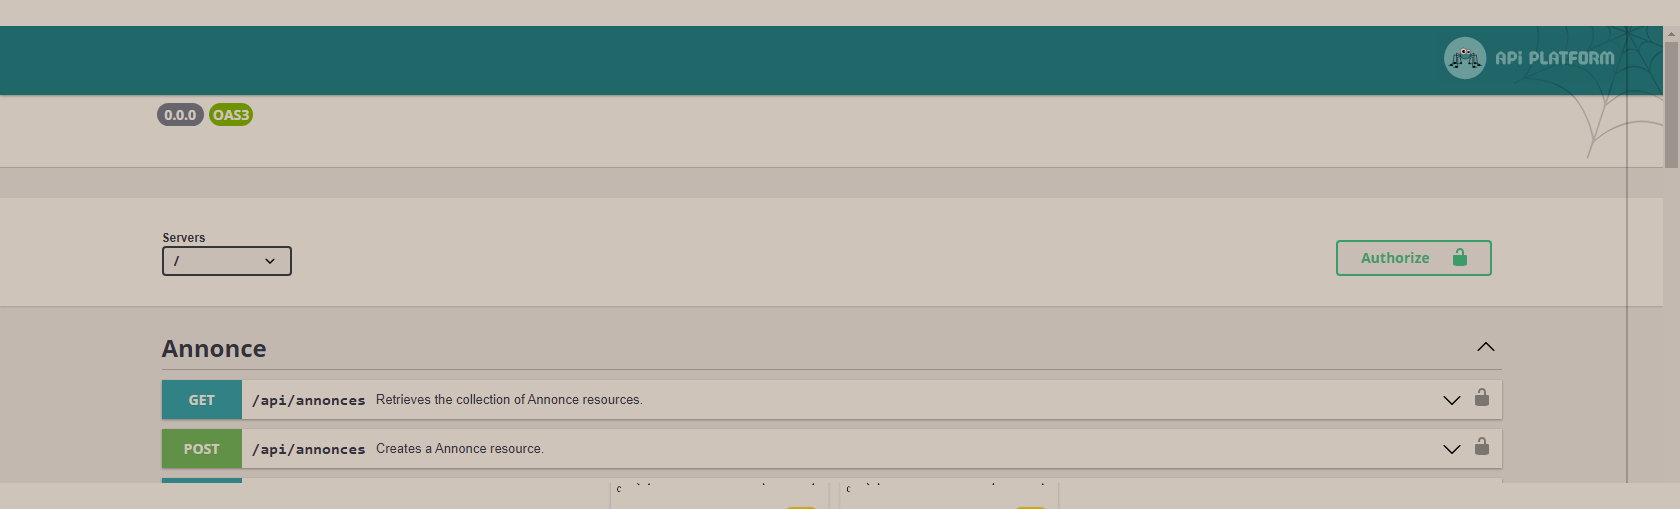 API PLATFORM
0.0.0 OAS3
Servers
/
Authorize
Annonce
GET /api/annonces Retrieves the collection of Annonce resources.
POST /api/annonces Creates a Annonce resource.